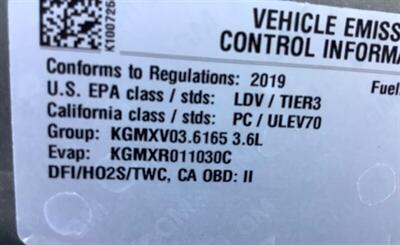 VEHICLE EMISS
CONTROL INFORMA
K100726
Conforms to Regulations: 2019
Fuel
U.S. EPA class / stds: LDV / TIER3
California class / stds: PC / ULEV70
Group: KGMXV03.6165 3.6L
Evap: KGMXR011030C
DFI/HO2S/TWC, CA OBD: II